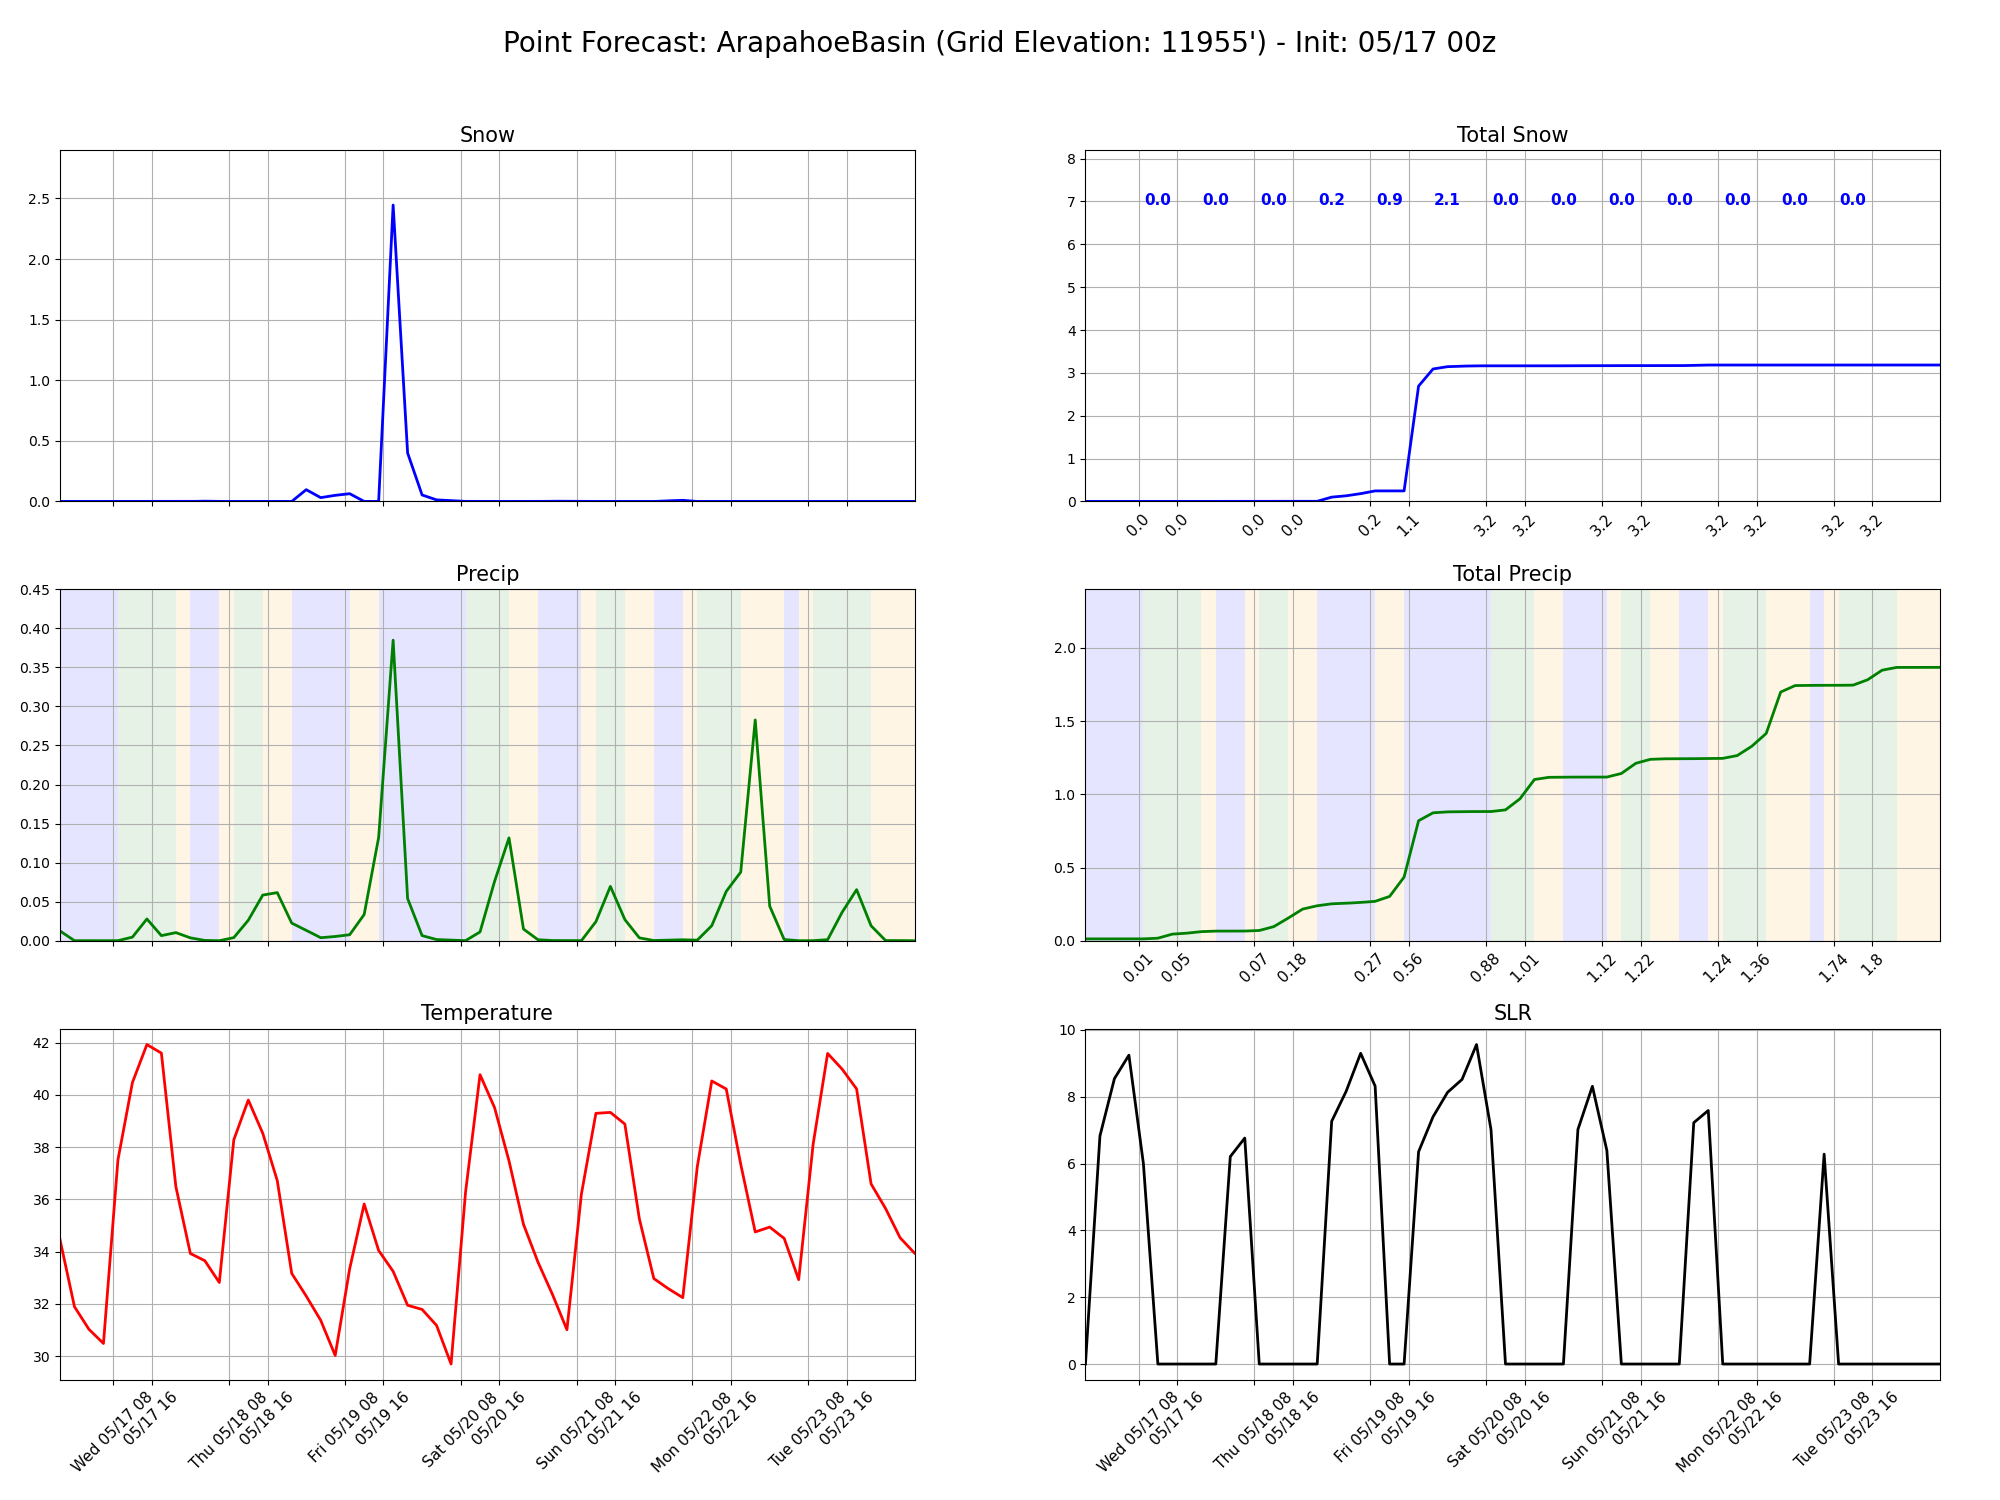 Point Forecast: ArapahoeBasin (Grid Elevation: 11955') - Init: 05/17 00z
Snow
2.5
2.0
1.5
1.0
0.5
0.0
Total Snow
8
7
6
5
4
3
2
1
0
0.0 0.0 0.0 0.2 0.9 2.1 0.0 0.0 0.0 0.0 0.0 0.0 0.0
0.0 0.0 0.0 0.0 0.2 1.1 3.2 3.2 3.2 3.2 3.2 3.2 3.2 3.2
Precip
0.45
0.40
0.35
0.30
0.25
0.20
0.15
0.10
0.05
0.00
Total Precip
2.0
1.5
1.0
0.5
0.0
0.01 0.05 0.07 0.18 0.27 0.56 0.88 1.01 1.12 1.22 1.24 1.36 1.74 1.8
Temperature
42
40
38
36
34
32
30
Wed 05/17 08
05/17 16
Thu 05/18 08
05/18 16
Fri 05/19 08
05/19 16
Sat 05/20 08
05/20 16
Sun 05/21 08
05/21 16
Mon 05/22 08
05/22 16
Tue 05/23 08
05/23 16
SLR
10
8
6
4
2
0
Wed 05/17 08
05/17 16
Thu 05/18 08
05/18 16
Fri 05/19 08
05/19 16
Sat 05/20 08
05/20 16
Sun 05/21 08
05/21 16
Mon 05/22 08
05/22 16
Tue 05/23 08
05/23 16